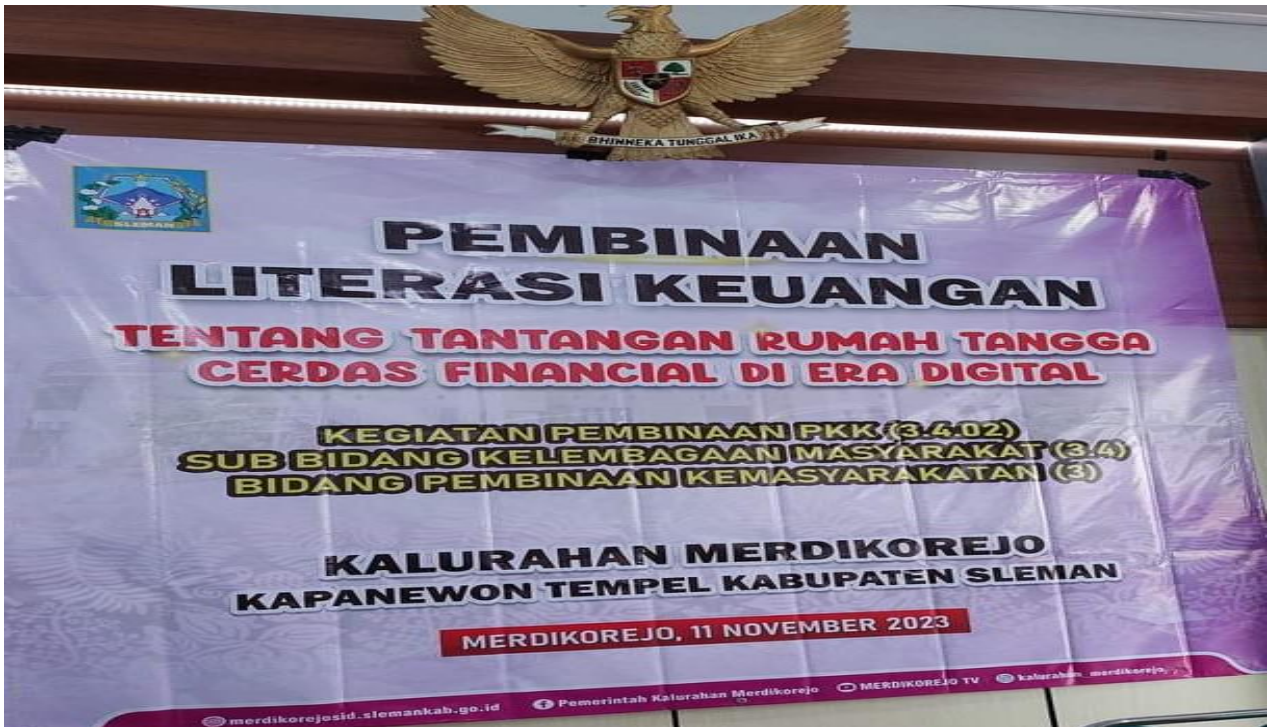 BHINNEKA TUNGGAL IKA
SLEMAN
PEMBINAAN
LITERASI KEUANGAN
TENTANG TANTANGAN RUMAH TANGGA
CERDAS FINANCIAL DI ERA DIGITAL
KEGIATAN PEMBINAAN PKK (3.4.02)
SUB BIDANG KELEMBAGAAN MASYARAKAT (3.4)
BIDANG PEMBINAAN KEMASYARAKATAN (3)
KALURAHAN MERDIKOREJO
KAPANEWON TEMPEL KABUPATEN SLEMAN
MERDIKOREJO, 11 NOVEMBER 2023
merdikorejosid.slemankab.go.id Pemerintah Kalurahan Merdikorejo MERDIKOREJO TV kalurahan_merdikorejo